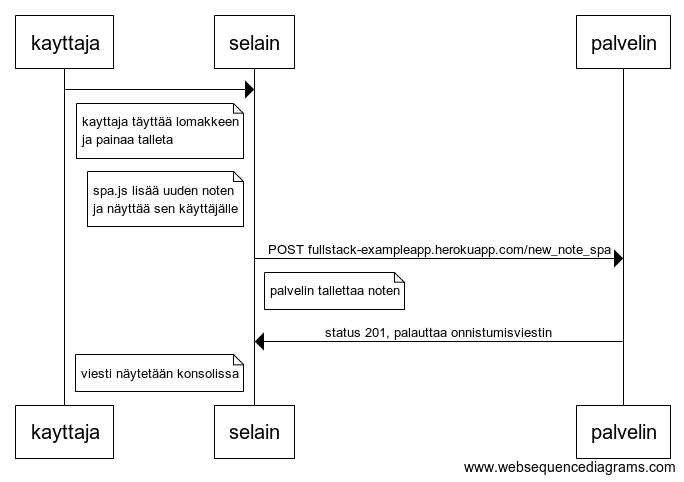 kayttaja
selain
palvelin
kayttaja täyttää lomakkeen
ja painaa talleta
spa.js lisää uuden noten
ja näyttää sen käyttäjälle
POST fullstack-exampleapp.herokuapp.com/new_note_spa
palvelin tallettaa noten
status 201, palauttaa onnistumisviestin
viesti näytetään konsolissa
kayttaja
selain
palvelin
www.websequencediagrams.com